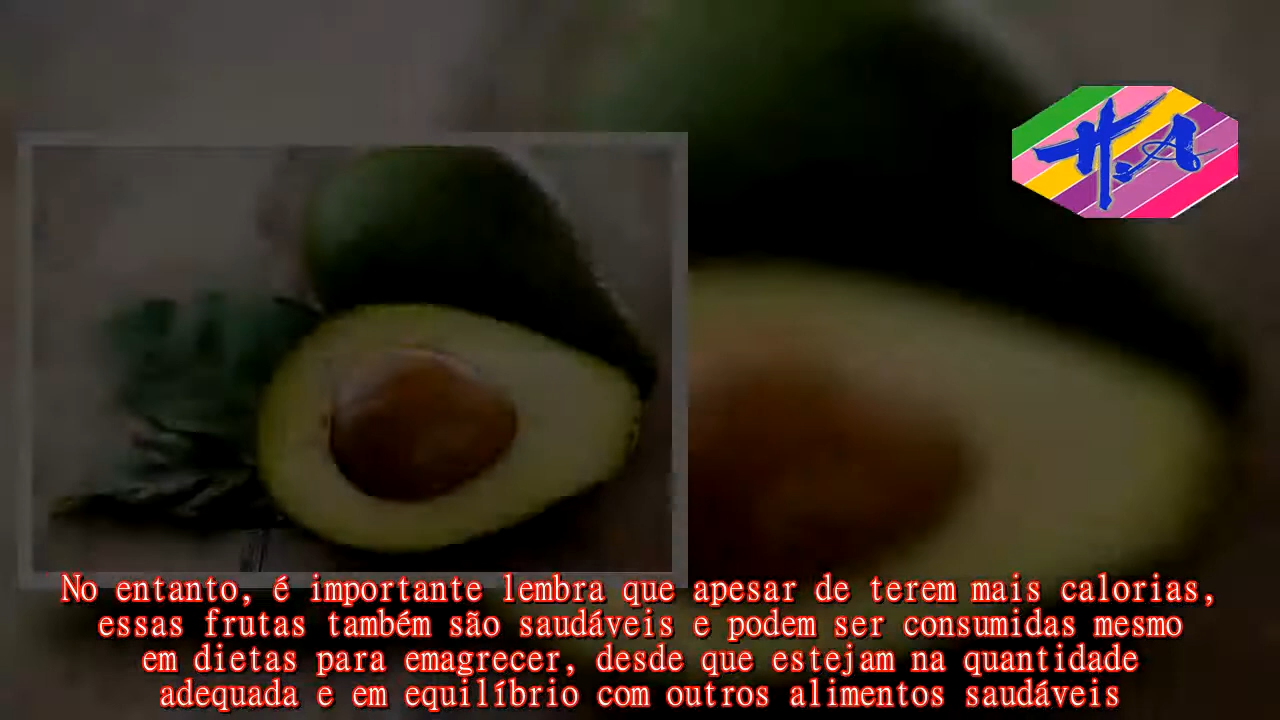 H.A
No entanto, é importante lembra que apesar de terem mais calorias,
essas frutas também são saudáveis e podem ser consumidas mesmo
em dietas para emagrecer, desde que estejam na quantidade
adequada e em equilíbrio com outros alimentos saudáveis